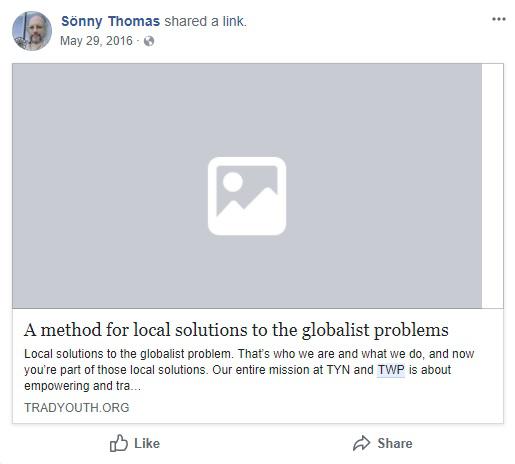 Sönny Thomas shared a link.
May 29, 2016 ·
A method for local solutions to the globalist problems
Local solutions to the globalist problem. That's who we are and what we do, and now
you're part of those local solutions. Our entire mission at TYN and TWP is about
empowering and tra...
TRADYOUTH.ORG
Like
Share